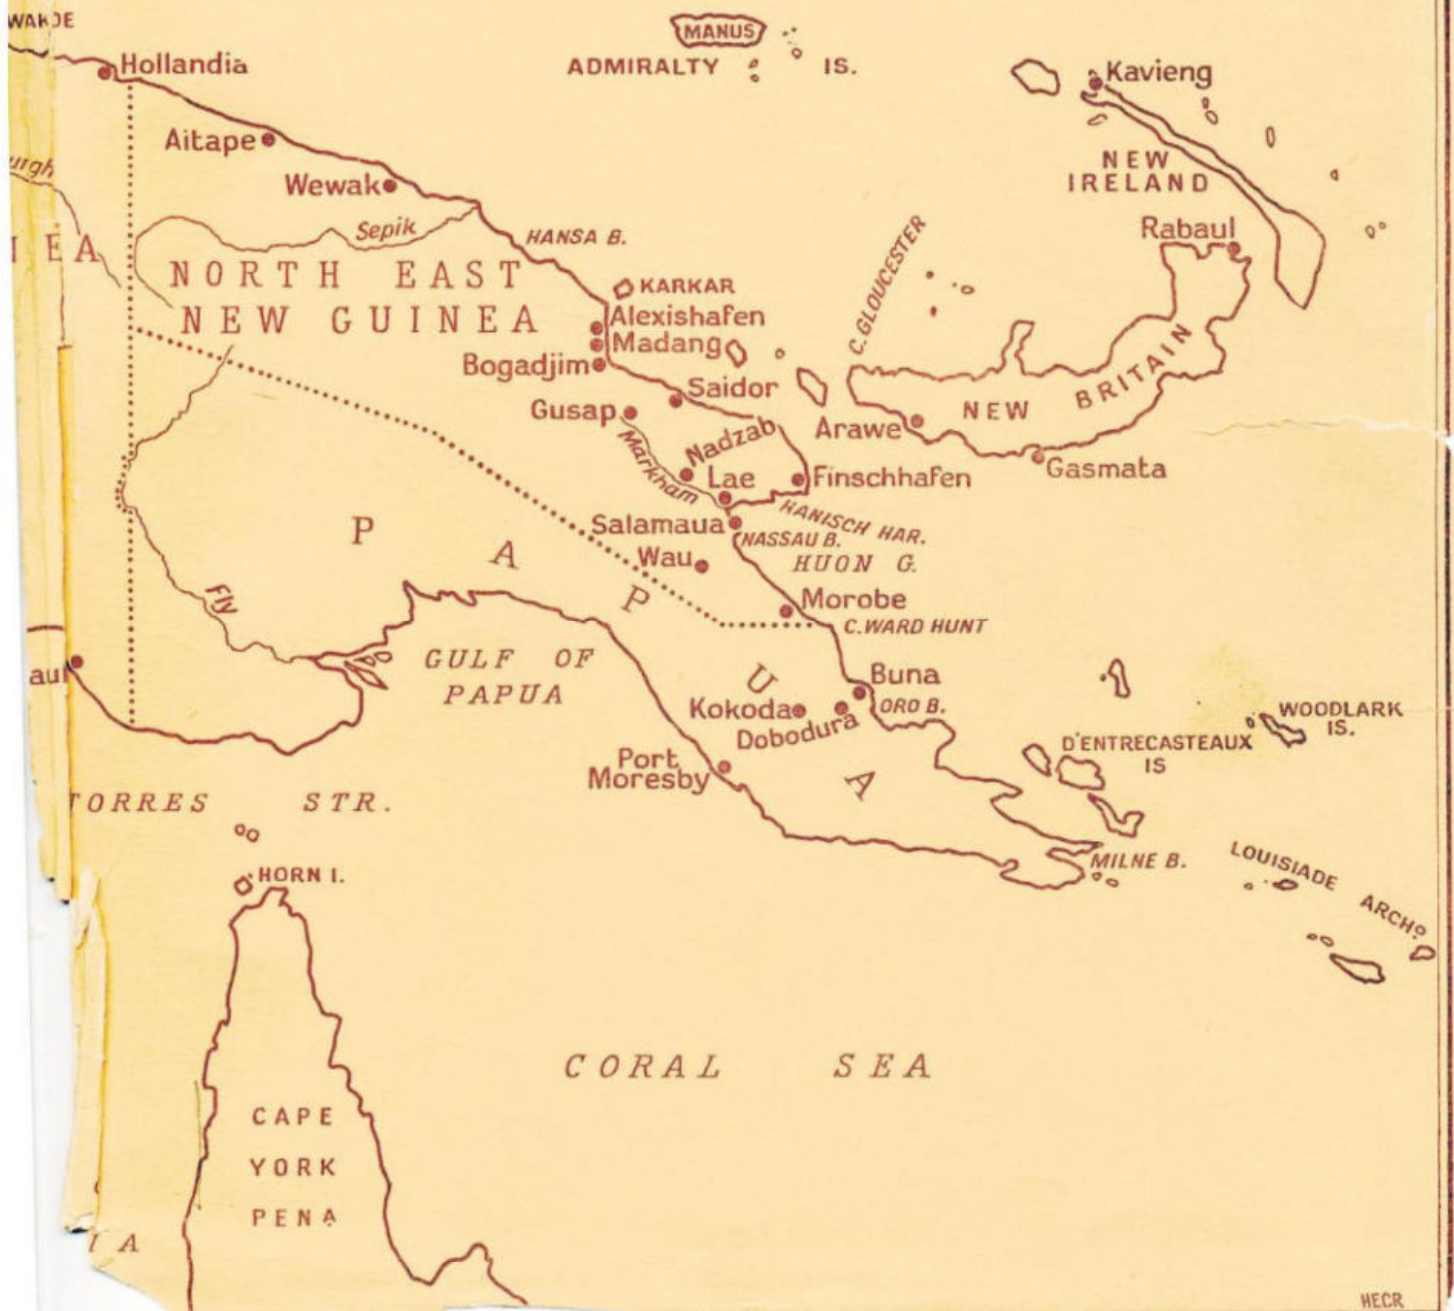 MANUS
ADMIRALTY IS.
Hollandia
Kavieng
Aitape
Wewak
NEW
IRELAND
Rabaul
Sepik
HANSA B.
NORTH EAST
NEW GUINEA
KARKAR
C. GLOUCESTER
Alexishafen
Madang
Bogadjim
Saidor
Gusap
Nadzab
Markham
Lae
Finschhafen
Arawe
NEW BRITAIN
Gasmata
HANISCH HAR.
Salamaua
NASSAU B.
Wau
HUON G.
Morobe
C. WARD HUNT
PAPUA
Fly
GULF OF
PAPUA
Buna
ORO B.
Kokoda
Dobodura
Port
Moresby
WOODLARK
IS.
D'ENTRECASTEAUX
IS
TORRES STR.
HORN I.
MILNE B.
LOUISIADE ARCHO
CORAL SEA
CAPE
YORK
PENA
HECR